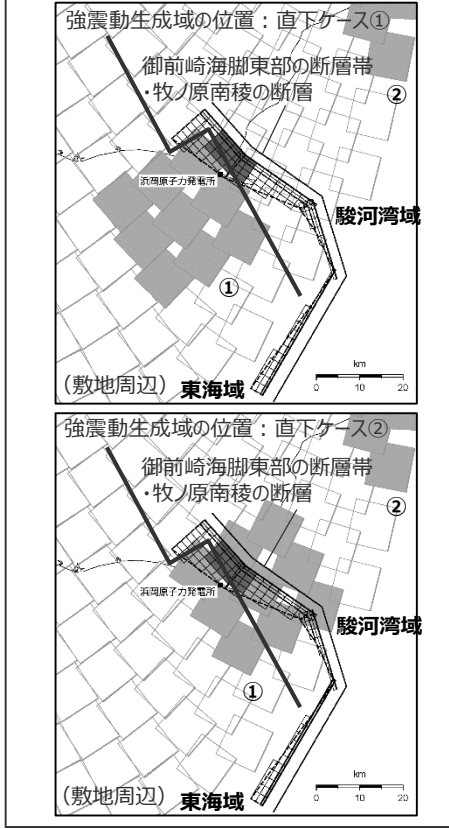 強震動生成域の位置：直下ケース①
御前崎海脚東部の断層帯
・牧ノ原南稜の断層
②
浜岡原子力発電所
駿河湾域
①
km
0 10 20
（敷地周辺） 東海域
強震動生成域の位置：直下ケース②
御前崎海脚東部の断層帯
・牧ノ原南稜の断層
②
浜岡原子力発電所
駿河湾域
①
km
0 10 20
（敷地周辺） 東海域